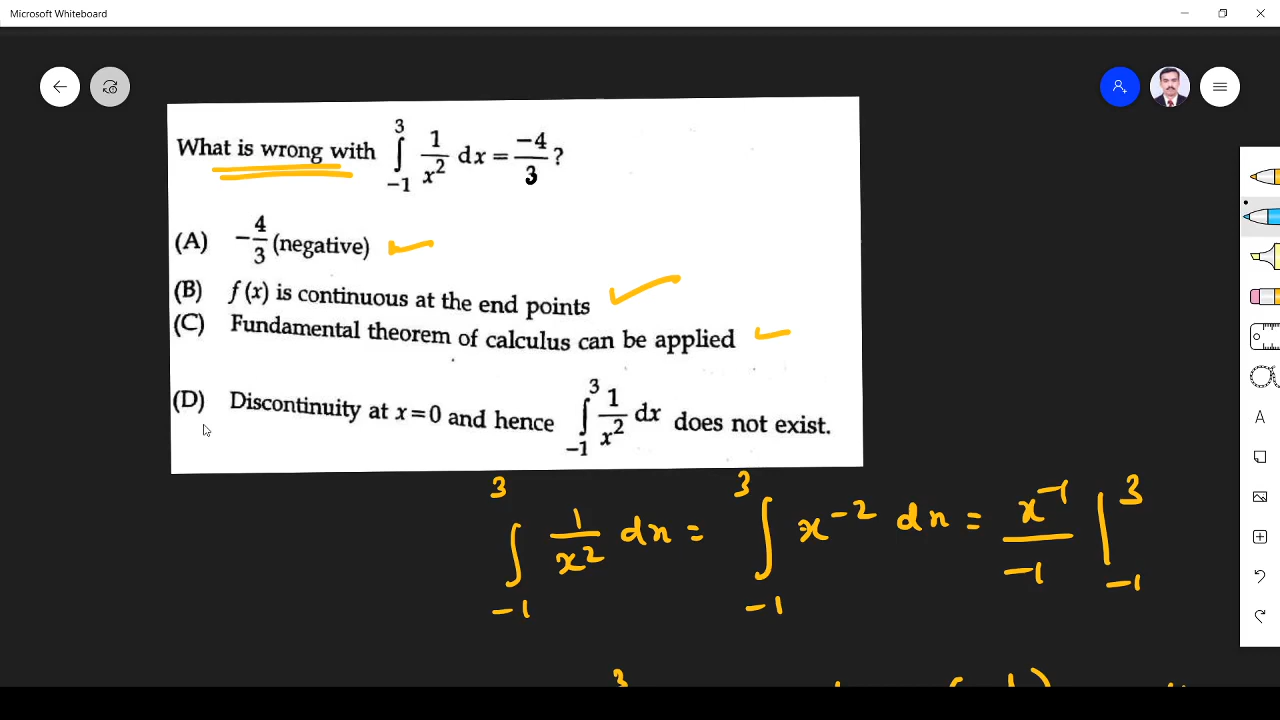 Microsoft Whiteboard
What is wrong with ∫_{-1}^{3} 1/x² dx = -4/3 ?
(A) -4/3 (negative)
(B) f(x) is continuous at the end points
(C) Fundamental theorem of calculus can be applied
(D) Discontinuity at x=0 and hence ∫_{-1}^{3} 1/x² dx does not exist.
∫_{-1}^{3} 1/x² dx = ∫_{-1}^{3} x^{-2} dx = x^{-1}/-1 |_{-1}^{3}
3
A